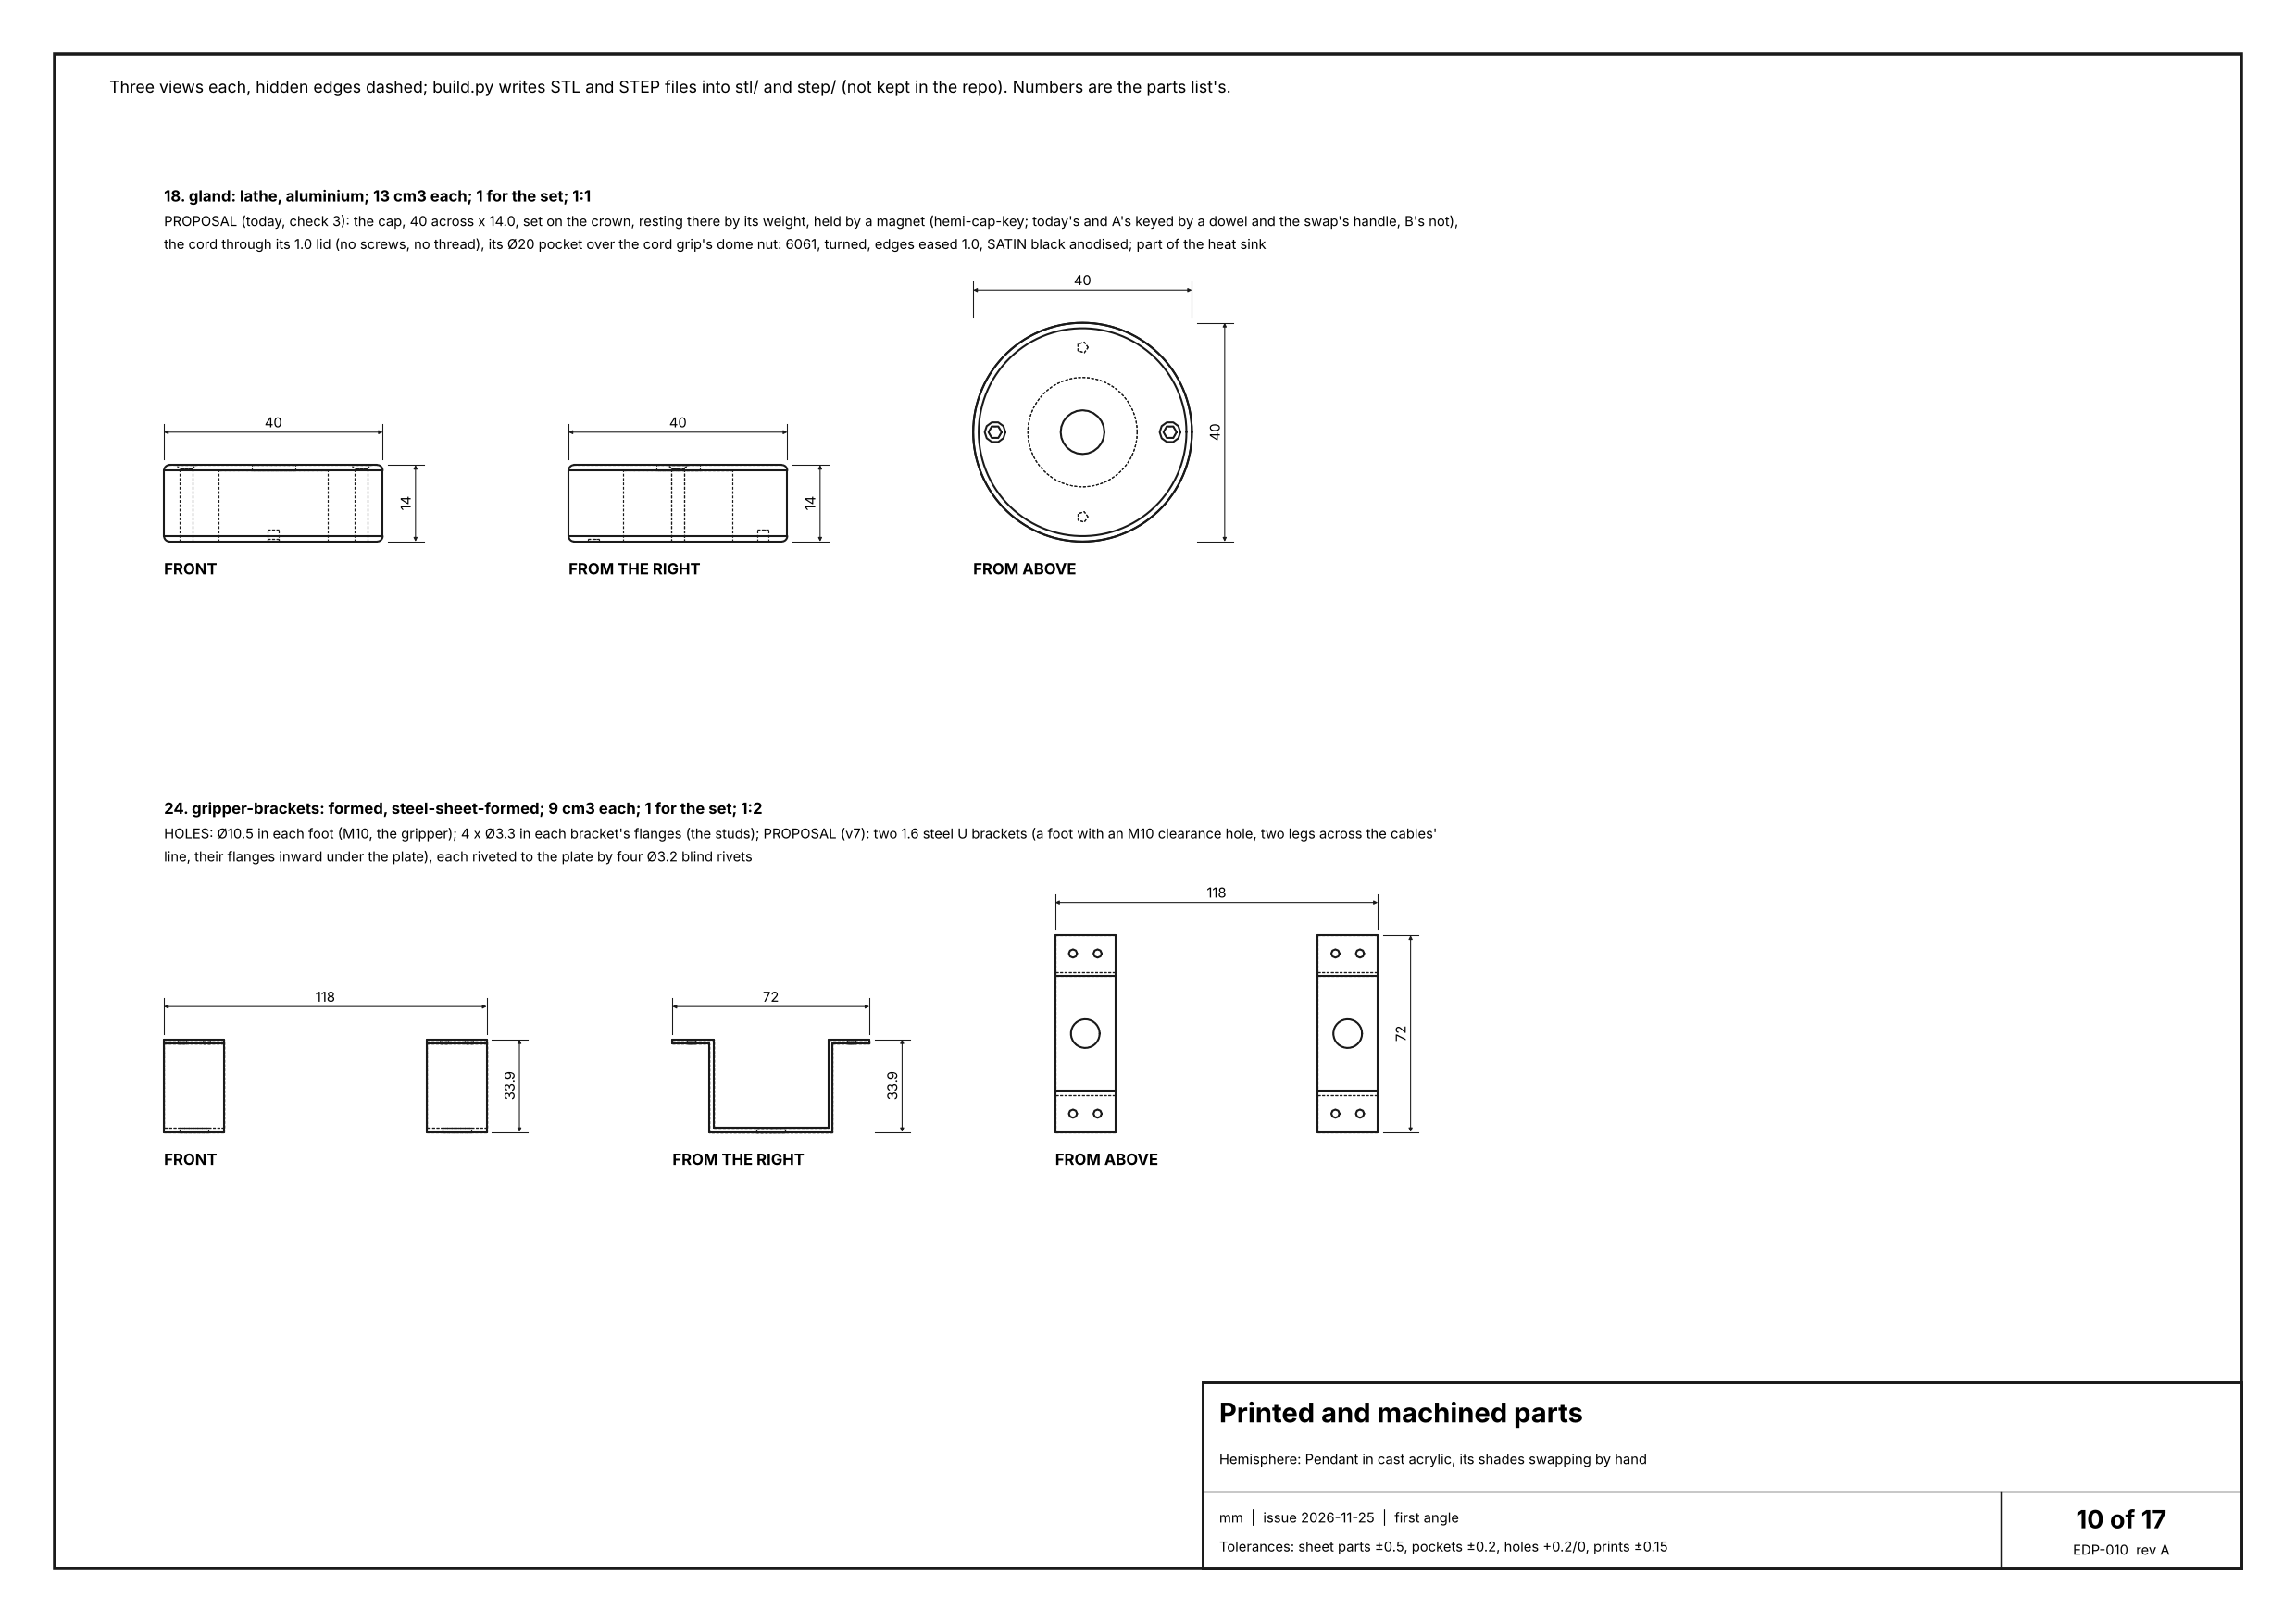 Three views each, hidden edges dashed; build.py writes STL and STEP files into stl/ and step/ (not kept in the repo). Numbers are the parts list's.
18. gland: lathe, aluminium; 13 cm3 each; 1 for the set; 1:1
PROPOSAL (today, check 3): the cap, 40 across x 14.0, set on the crown, resting there by its weight, held by a magnet (hemi-cap-key; today's and A's keyed by a dowel and the swap's handle, B's not),
the cord through its 1.0 lid (no screws, no thread), its Ø20 pocket over the cord grip's dome nut: 6061, turned, edges eased 1.0, SATIN black anodised; part of the heat sink
40
40
40
40
14
14
FRONT
FROM THE RIGHT
FROM ABOVE
24. gripper-brackets: formed, steel-sheet-formed; 9 cm3 each; 1 for the set; 1:2
HOLES: Ø10.5 in each foot (M10, the gripper); 4 x Ø3.3 in each bracket's flanges (the studs); PROPOSAL (v7): two 1.6 steel U brackets (a foot with an M10 clearance hole, two legs across the cables'
line, their flanges inward under the plate), each riveted to the plate by four Ø3.2 blind rivets
118
118
72
72
33.9
33.9
FRONT
FROM THE RIGHT
FROM ABOVE
Printed and machined parts
Hemisphere: Pendant in cast acrylic, its shades swapping by hand
mm | issue 2026-11-25 | first angle
Tolerances: sheet parts ±0.5, pockets ±0.2, holes +0.2/0, prints ±0.15
10 of 17
EDP-010 rev A